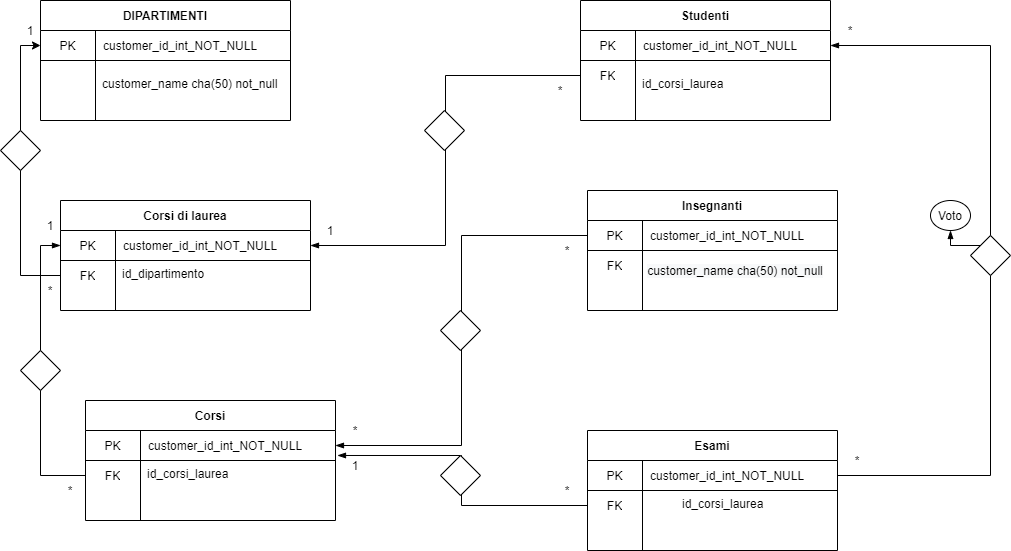 DIPARTIMENTI
1
PK customer_id_int_NOT_NULL
customer_name cha(50) not_null
Studenti
*
PK customer_id_int_NOT_NULL
FK id_corsi_laurea
*
Corsi di laurea
1
PK customer_id_int_NOT_NULL
1
FK id_dipartimento
*
Insegnanti
PK customer_id_int_NOT_NULL
*
FK customer_name cha(50) not_null
Voto
Corsi
*
PK customer_id_int_NOT_NULL
1
FK id_corsi_laurea
*
Esami
*
PK customer_id_int_NOT_NULL
*
FK id_corsi_laurea